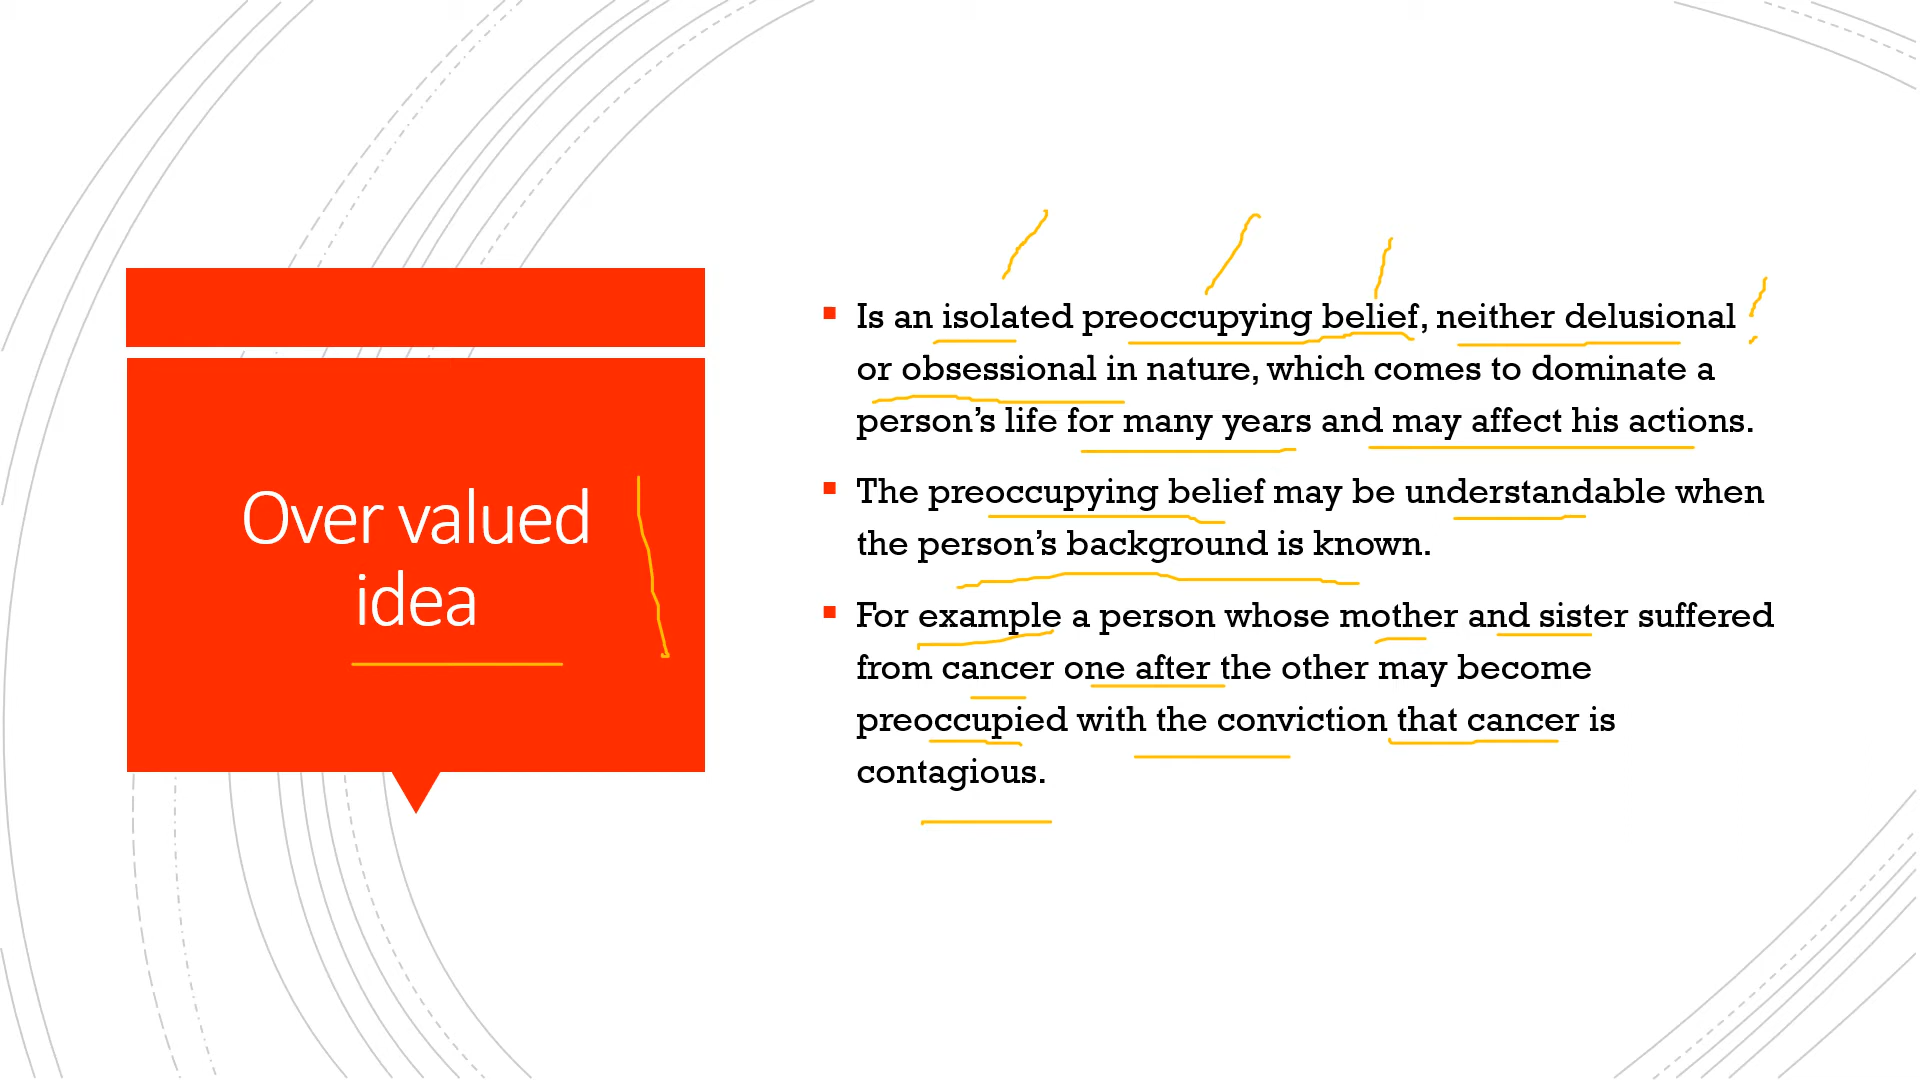 Over valued
idea
Is an isolated preoccupying belief, neither delusional
or obsessional in nature, which comes to dominate a
person’s life for many years and may affect his actions.
The preoccupying belief may be understandable when
the person’s background is known.
For example a person whose mother and sister suffered
from cancer one after the other may become
preoccupied with the conviction that cancer is
contagious.